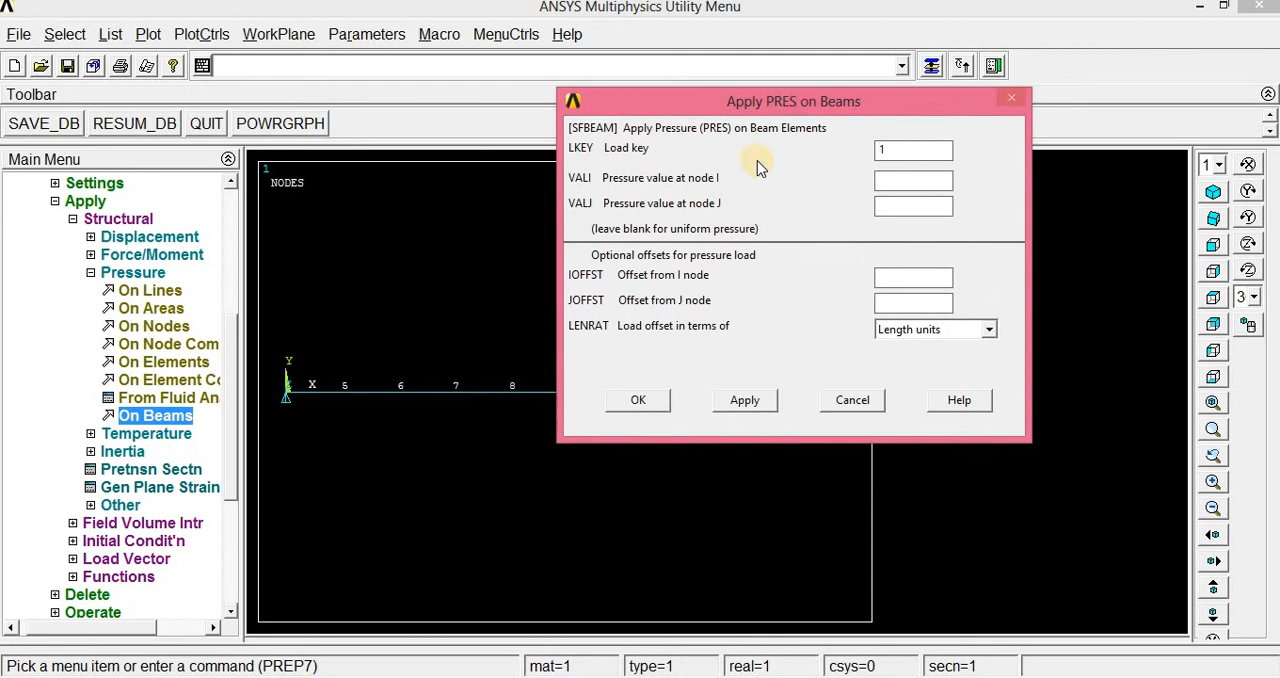 ANSYS Multiphysics Utility Menu
File Select List Plot PlotCtrls WorkPlane Parameters Macro MenuCtrls Help
Toolbar
SAVE_DB RESUM_DB QUIT POWRGRPH
Main Menu
Settings
Apply
Structural
Displacement
Force/Moment
Pressure
On Lines
On Areas
On Nodes
On Node Com
On Elements
On Element Co
From Fluid An
On Beams
Temperature
Inertia
Pretnsn Sectn
Gen Plane Strain
Other
Field Volume Intr
Initial Condit'n
Load Vector
Functions
Delete
Operate
1
NODES
Y
X 5 6 7 8
Apply PRES on Beams
[SFBEAM] Apply Pressure (PRES) on Beam Elements
LKEY Load key 1
VALI Pressure value at node I
VALJ Pressure value at node J
(leave blank for uniform pressure)
Optional offsets for pressure load
IOFFST Offset from I node
JOFFST Offset from J node
LENRAT Load offset in terms of Length units
OK Apply Cancel Help
1
3
Pick a menu item or enter a command (PREP7) mat=1 type=1 real=1 csys=0 secn=1